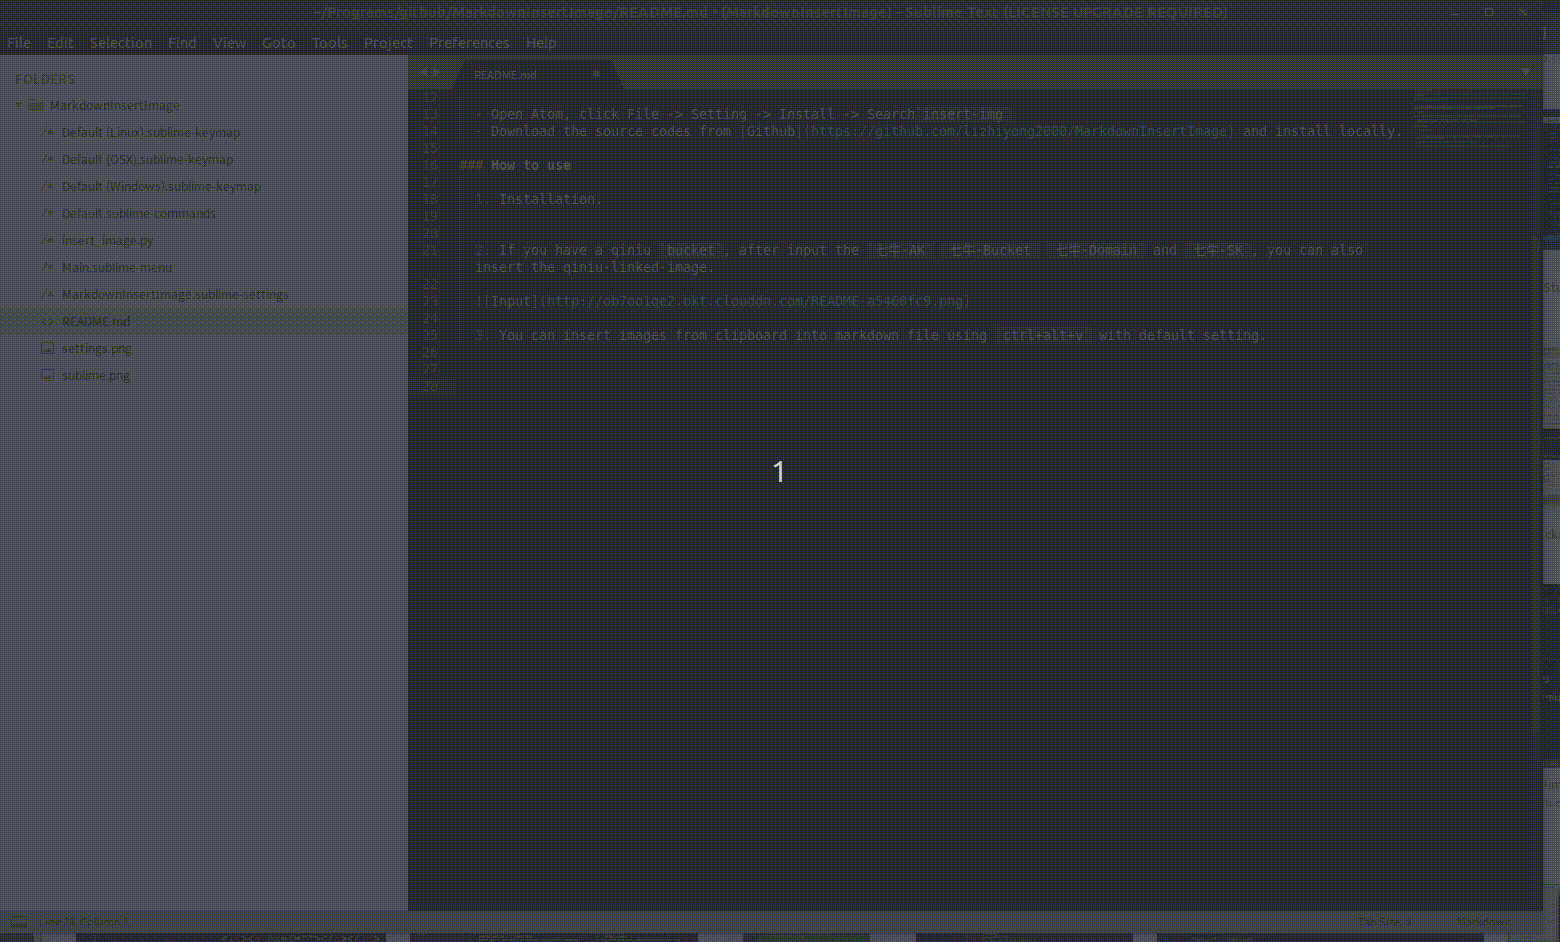 ~/Programs/github/MarkdownInsertImage/README.md • (MarkdownInsertImage) - Sublime Text (LICENSE UPGRADE REQUIRED)
File Edit Selection Find View Goto Tools Project Preferences Help
FOLDERS
MarkdownInsertImage
/* Default (Linux).sublime-keymap
/* Default (OSX).sublime-keymap
/* Default (Windows).sublime-keymap
/* Default.sublime-commands
/* insert_image.py
/* Main.sublime-menu
/* MarkdownInsertImage.sublime-settings
<> README.md
settings.png
sublime.png
README.md
12
13 - Open Atom, click File -> Setting -> Install -> Search `insert-img`
14 - Download the source codes from [Github](https://github.com/lizhiyong2000/MarkdownInsertImage) and install locally.
15
16 ### How to use
17
18 1. Installation.
19
20
21 2. If you have a qiniu `bucket`, after input the `七牛-AK` `七牛-Bucket` `七牛-Domain` and `七牛-SK`, you can also
insert the qiniu-linked-image.
22
23 ![Input](http://ob7oo1qe2.bkt.clouddn.com/README-a5460fc9.png)
24
25 3. You can insert images from clipboard into markdown file using `ctrl+alt+v` with default setting.
26
27
28
1
Line 28, Column 1
Tab Size: 4
Markdown